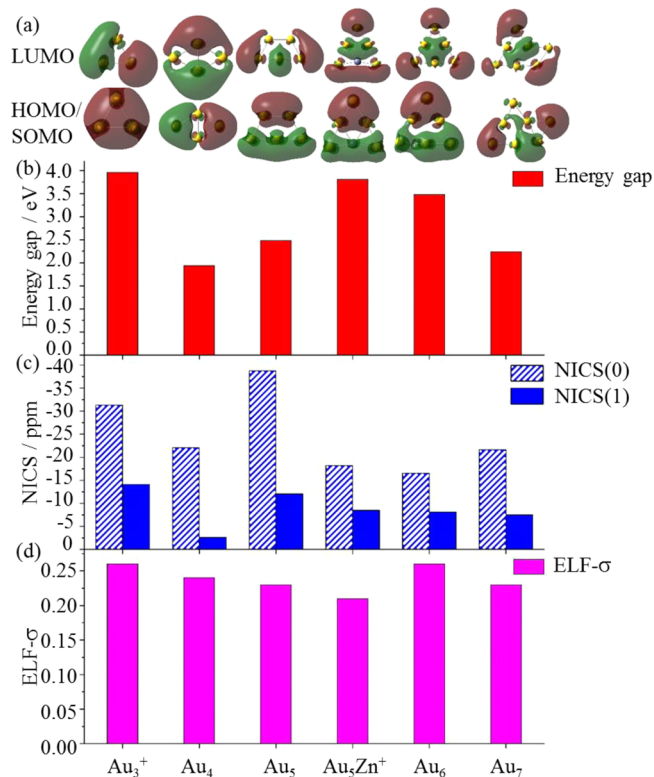 (a)
LUMO
HOMO/
SOMO
(b)
Energy gap
Energy gap / eV
4.0
3.5
3.0
2.5
2.0
1.5
1.0
0.5
0.0
(c)
NICS(0)
NICS(1)
NICS / ppm
-40
-35
-30
-25
-20
-15
-10
-5
0
(d)
ELF-σ
ELF-σ
0.25
0.20
0.15
0.10
0.05
0.00
Au₃⁺ Au₄ Au₅ Au₅Zn⁺ Au₆ Au₇